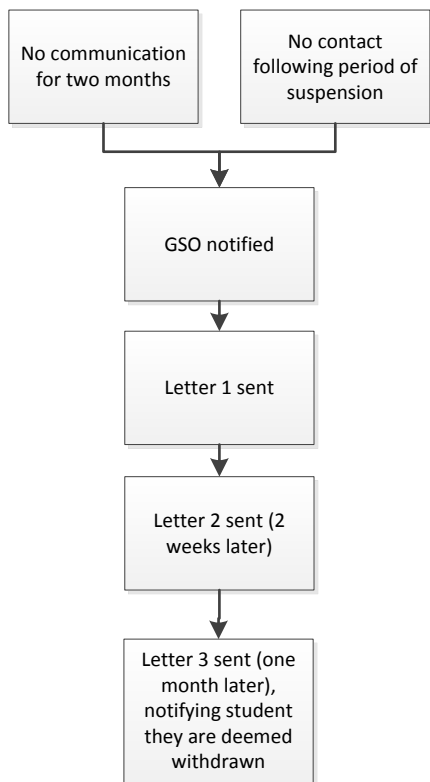 No communication
for two months
No contact
following period of
suspension
GSO notified
Letter 1 sent
Letter 2 sent (2
weeks later)
Letter 3 sent (one
month later),
notifying student
they are deemed
withdrawn